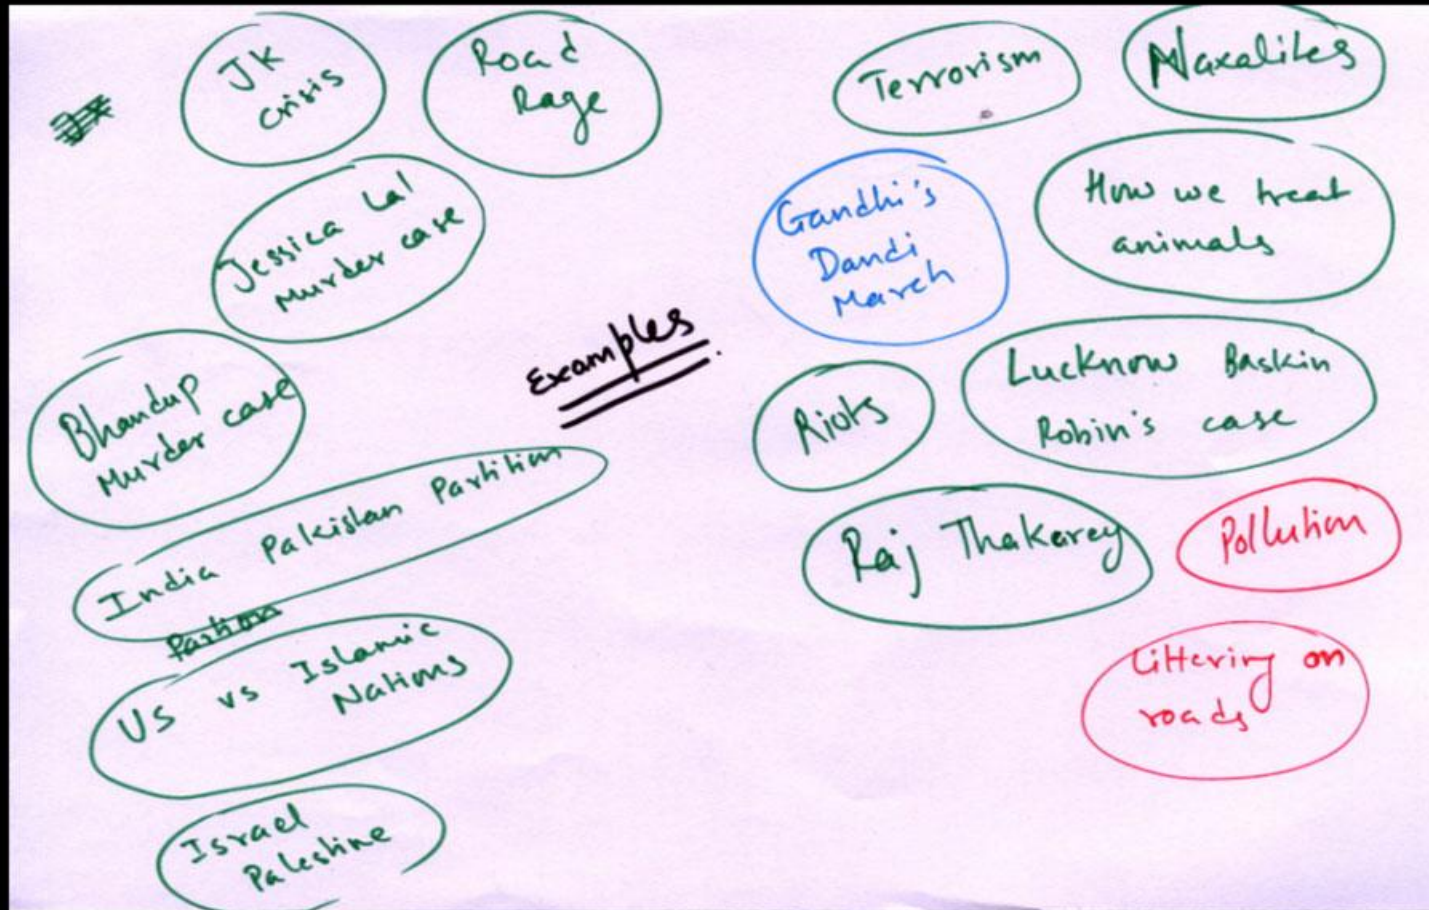 JK
crisis
Road
Rage
Jessica Lal
Murder case
Bhandup
Murder case
India Pakistan Partition
Partion
US vs Islamic
Nations
Israel
Palestine
Examples
Terrorism
Naxalites
Gandhi's
Dandi
March
How we treat
animals
Riots
Lucknow Baskin
Robin's case
Raj Thakerey
Pollution
Littering on
roads